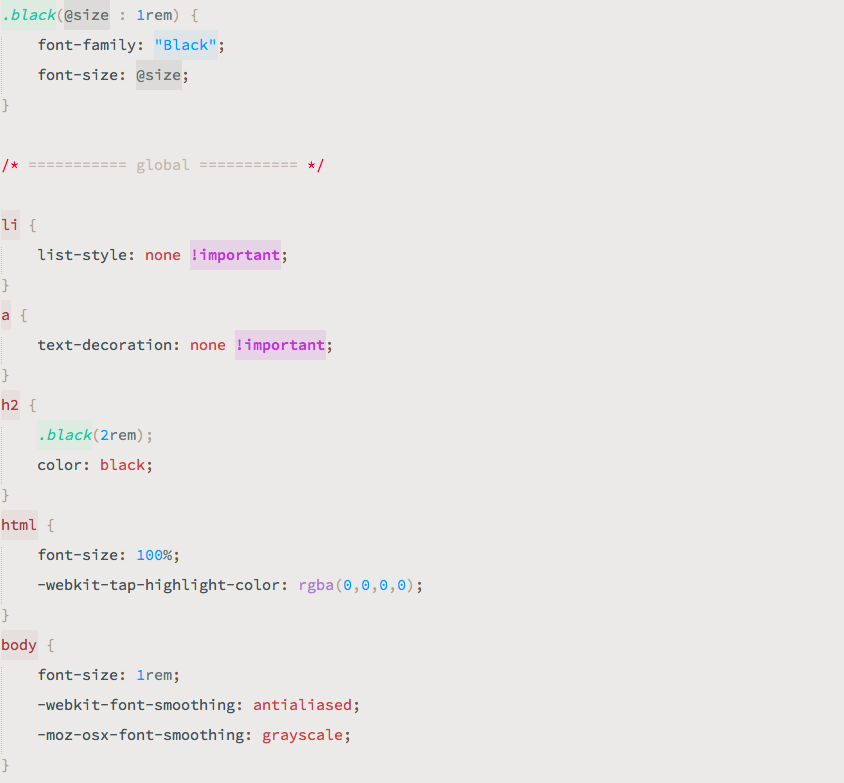 .black(@size : 1rem) {
    font-family: "Black";
    font-size: @size;
}
/* =========== global =========== */
li {
    list-style: none !important;
}
a {
    text-decoration: none !important;
}
h2 {
    .black(2rem);
    color: black;
}
html {
    font-size: 100%;
    -webkit-tap-highlight-color: rgba(0,0,0,0);
}
body {
    font-size: 1rem;
    -webkit-font-smoothing: antialiased;
    -moz-osx-font-smoothing: grayscale;
}